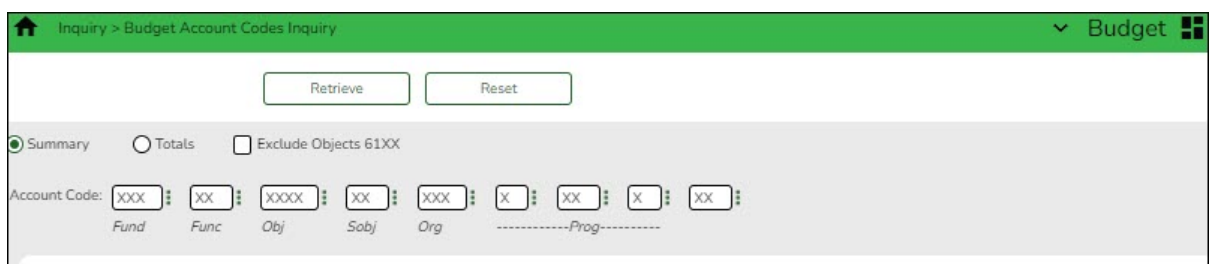 Inquiry > Budget Account Codes Inquiry Budget
Retrieve Reset
Summary Totals Exclude Objects 61XX
Account Code: XXX XX XXXX XX XXX X XX X XX
Fund Func Obj Sobj Org ------------Prog----------